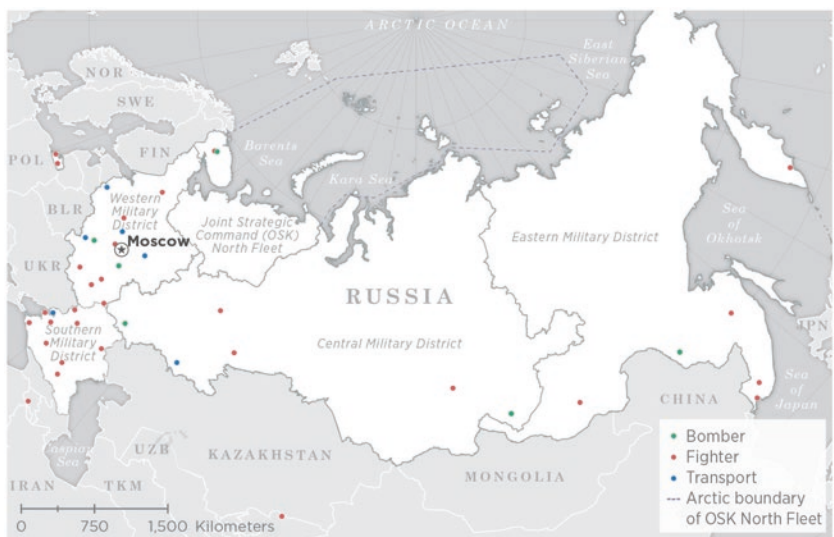 ARCTIC OCEAN
East
Siberian
Sea
NOR
SWE
FIN
Barents
Sea
Kara Sea
POL
BLR
Western
Military
District
Joint Strategic
Command (OSK)
North Fleet
Eastern Military District
Sea
of
Okhotsk
Moscow
UKR
RUSSIA
Southern
Military
District
Central Military District
JPN
Sea
of
Japan
CHINA
Caspian
Sea
UZB
KAZAKHSTAN
MONGOLIA
IRAN
TKM
0 750 1,500 Kilometers
Bomber
Fighter
Transport
Arctic boundary
of OSK North Fleet